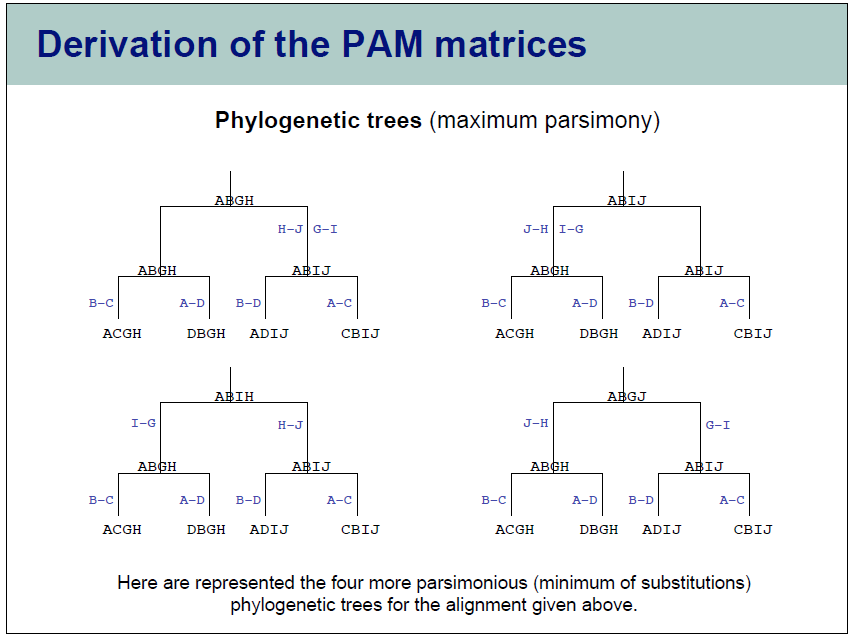 Derivation of the PAM matrices
Phylogenetic trees (maximum parsimony)
ABGH
H-J G-I
ABGH ABIJ
B-C A-D B-D A-C
ACGH DBGH ADIJ CBIJ
ABIJ
J-H I-G
ABGH ABIJ
B-C A-D B-D A-C
ACGH DBGH ADIJ CBIJ
ABIH
I-G H-J
ABGH ABIJ
B-C A-D B-D A-C
ACGH DBGH ADIJ CBIJ
ABGJ
J-H G-I
ABGH ABIJ
B-C A-D B-D A-C
ACGH DBGH ADIJ CBIJ
Here are represented the four more parsimonious (minimum of substitutions)
phylogenetic trees for the alignment given above.